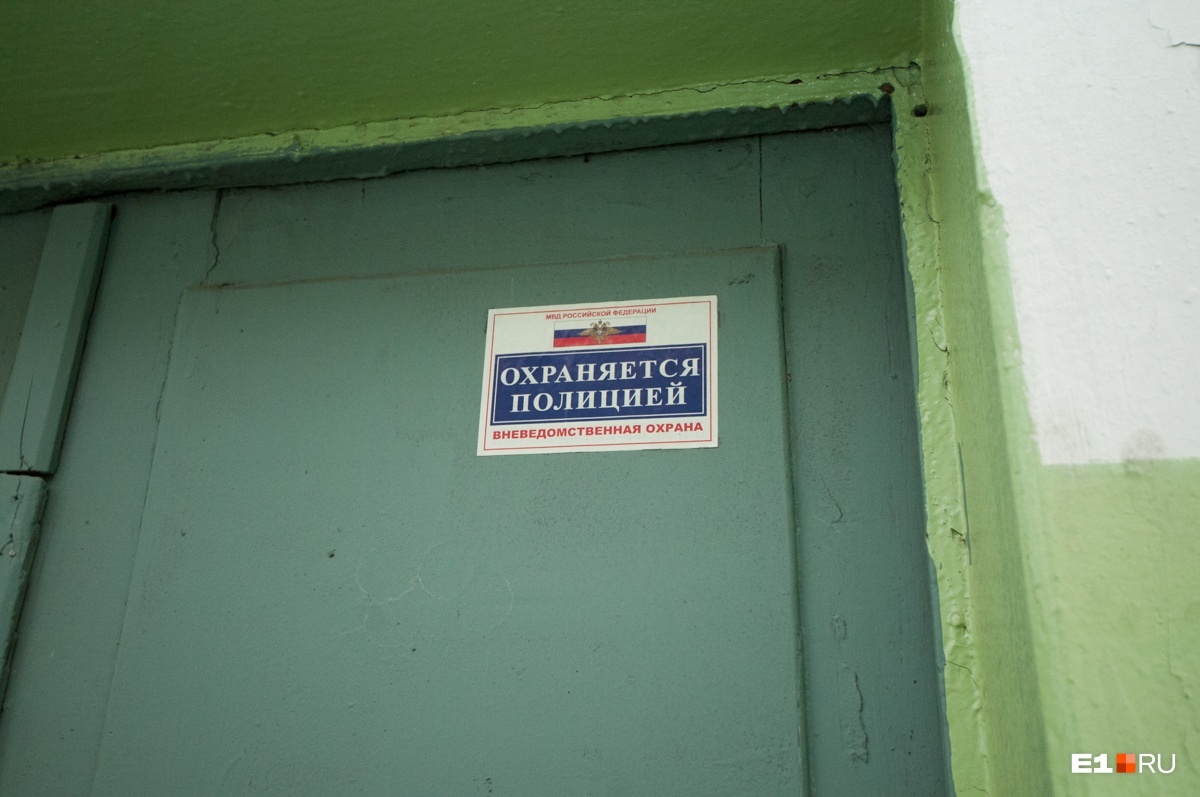 МВД РОССИЙСКОЙ ФЕДЕРАЦИИ
ОХРАНЯЕТСЯ
ПОЛИЦИЕЙ
ВНЕВЕДОМСТВЕННАЯ ОХРАНА
E1.RU